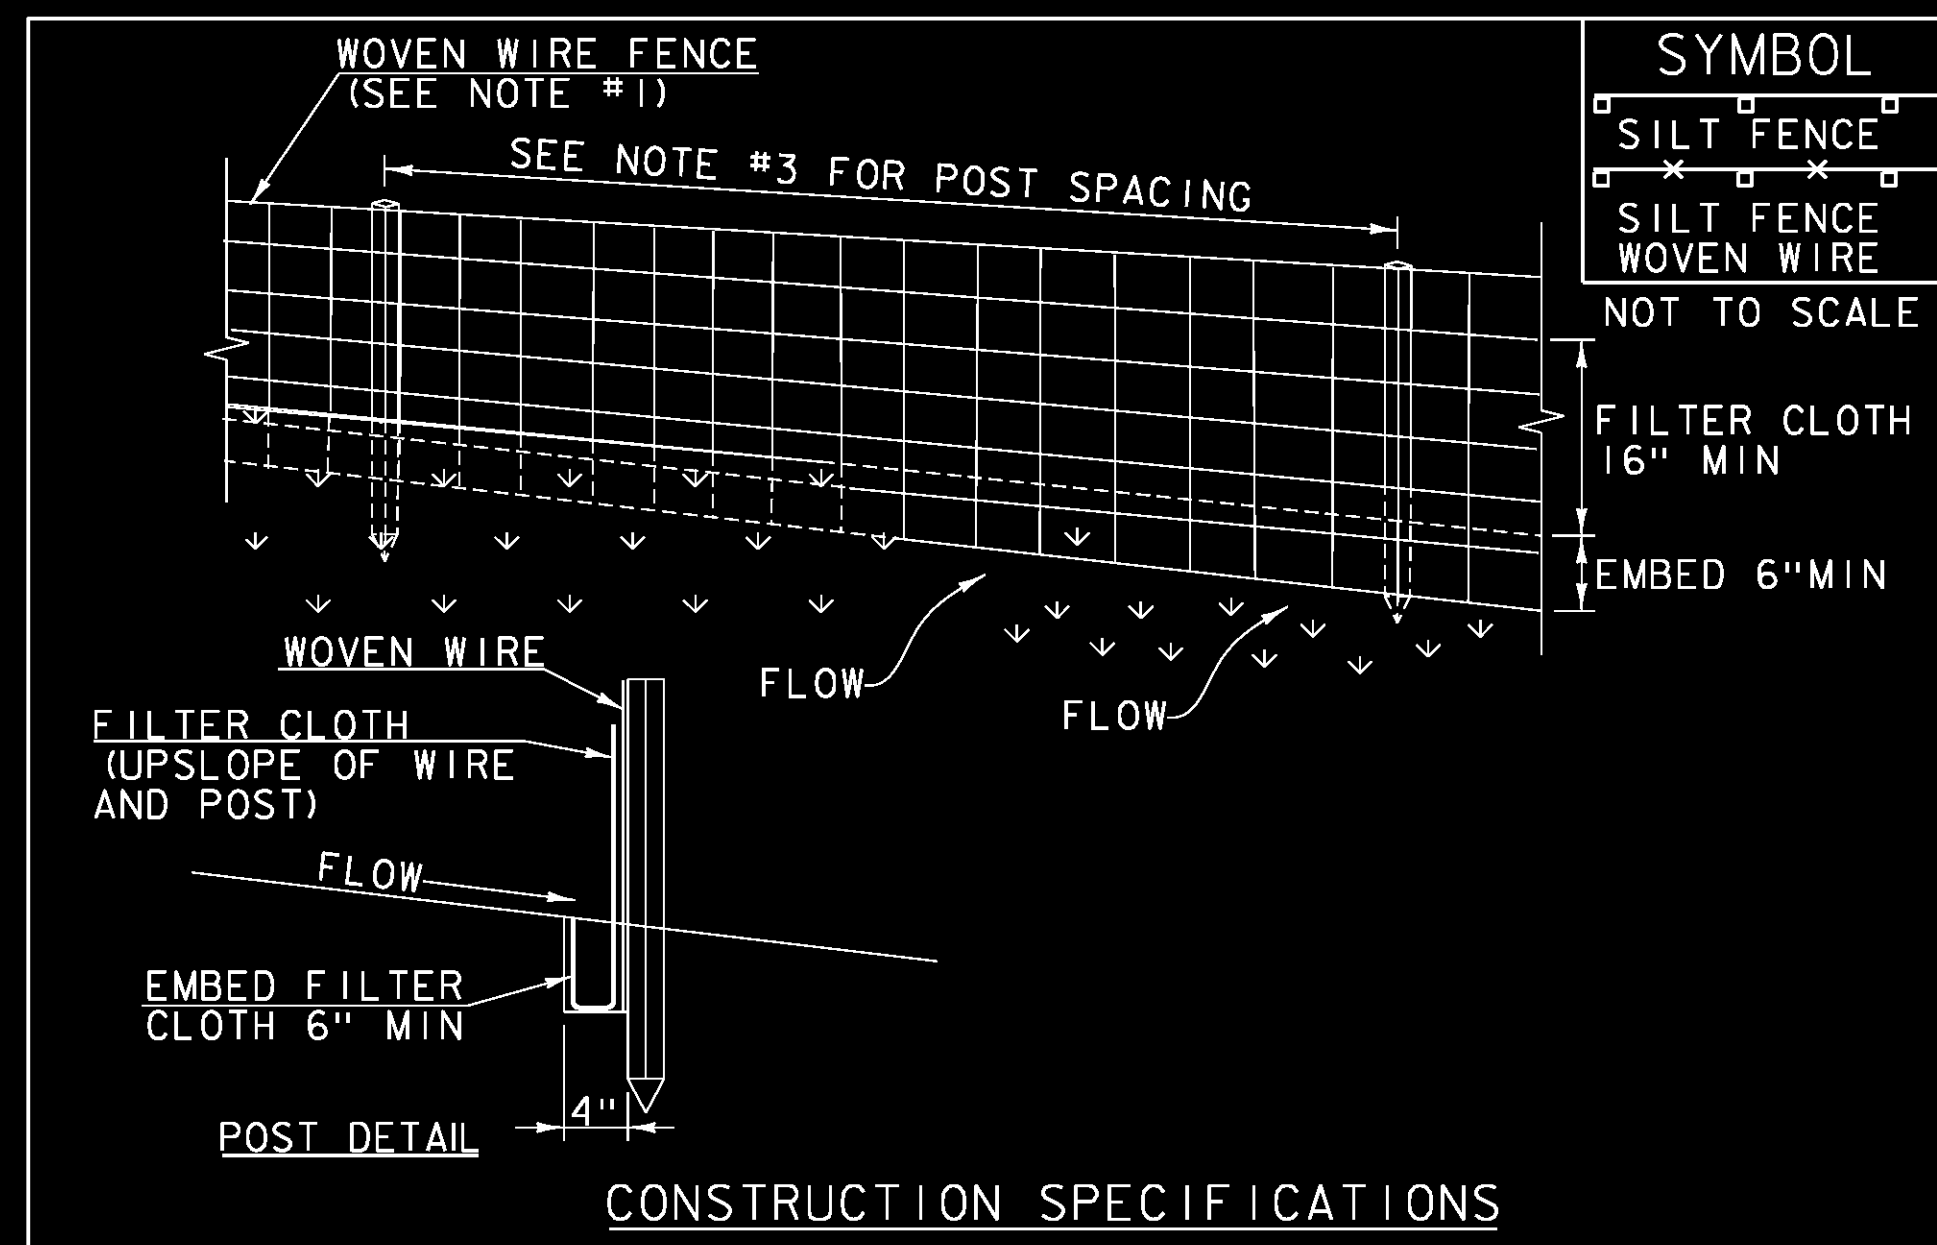 WOVEN WIRE FENCE
(SEE NOTE #1)
SEE NOTE #3 FOR POST SPACING
SYMBOL
SILT FENCE
SILT FENCE
WOVEN WIRE
NOT TO SCALE
FILTER CLOTH
16" MIN
EMBED 6"MIN
FLOW
FLOW
WOVEN WIRE
FILTER CLOTH
(UPSLOPE OF WIRE
AND POST)
FLOW
EMBED FILTER
CLOTH 6" MIN
4"
POST DETAIL
CONSTRUCTION SPECIFICATIONS